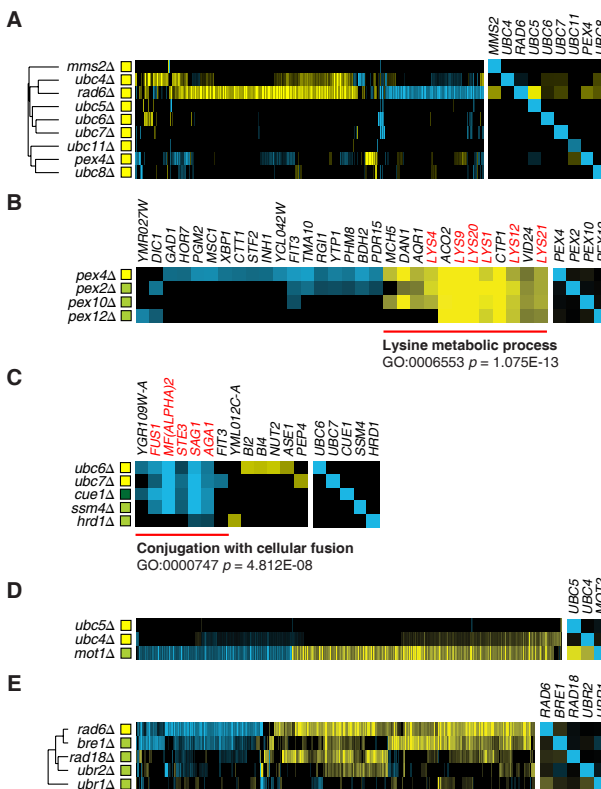 A
MMS2 UBC4 RAD6 UBC5 UBC6 UBC7 UBC11 PEX4 UBC8
mms2Δ
ubc4Δ
rad6Δ
ubc5Δ
ubc6Δ
ubc7Δ
ubc11Δ
pex4Δ
ubc8Δ
B
YMR027W DIC1 GAD1 HOR7 PGM2 MSC1 XBP1 CTT1 STF2 INH1 YCL042W FIT3 TMA10 RGI1 YTP1 PHM8 BDH2 PDR15 MCH5 DAN1 AQR1 LYS4 ACO2 LYS9 LYS20 LYS1 CTP1 LYS12 VID24 LYS21 PEX4 PEX2 PEX10
pex4Δ
pex2Δ
pex10Δ
pex12Δ
Lysine metabolic process
GO:0006553 p = 1.075E-13
C
YGR109W-A FUS1 MF(ALPHA)2 STE3 SAG1 AGA1 FIT3 YML012C-A BI2 BI4 NUT2 ASE1 PEP4 UBC6 UBC7 CUE1 SSM4 HRD1
ubc6Δ
ubc7Δ
cue1Δ
ssm4Δ
hrd1Δ
Conjugation with cellular fusion
GO:0000747 p = 4.812E-08
D
UBC5 UBC4
ubc5Δ
ubc4Δ
mot1Δ
E
RAD6 BRE1 RAD18 UBR2
rad6Δ
bre1Δ
rad18Δ
ubr2Δ
ubr1Δ